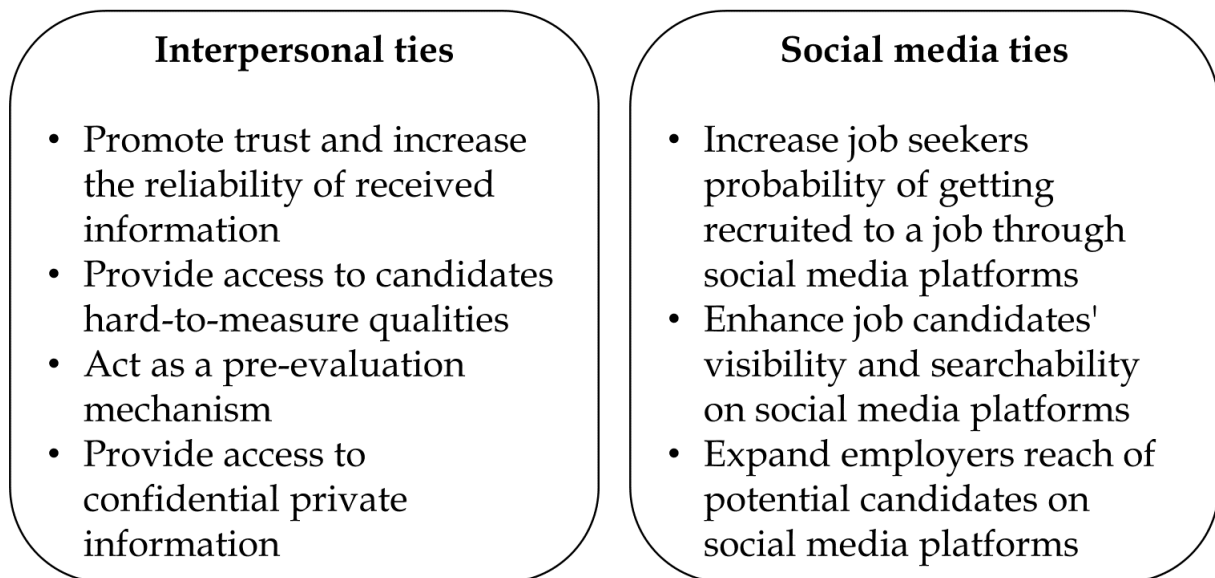 Interpersonal ties
• Promote trust and increase
the reliability of received
information
• Provide access to candidates
hard-to-measure qualities
• Act as a pre-evaluation
mechanism
• Provide access to
confidential private
information
Social media ties
• Increase job seekers
probability of getting
recruited to a job through
social media platforms
• Enhance job candidates'
visibility and searchability
on social media platforms
• Expand employers reach of
potential candidates on
social media platforms